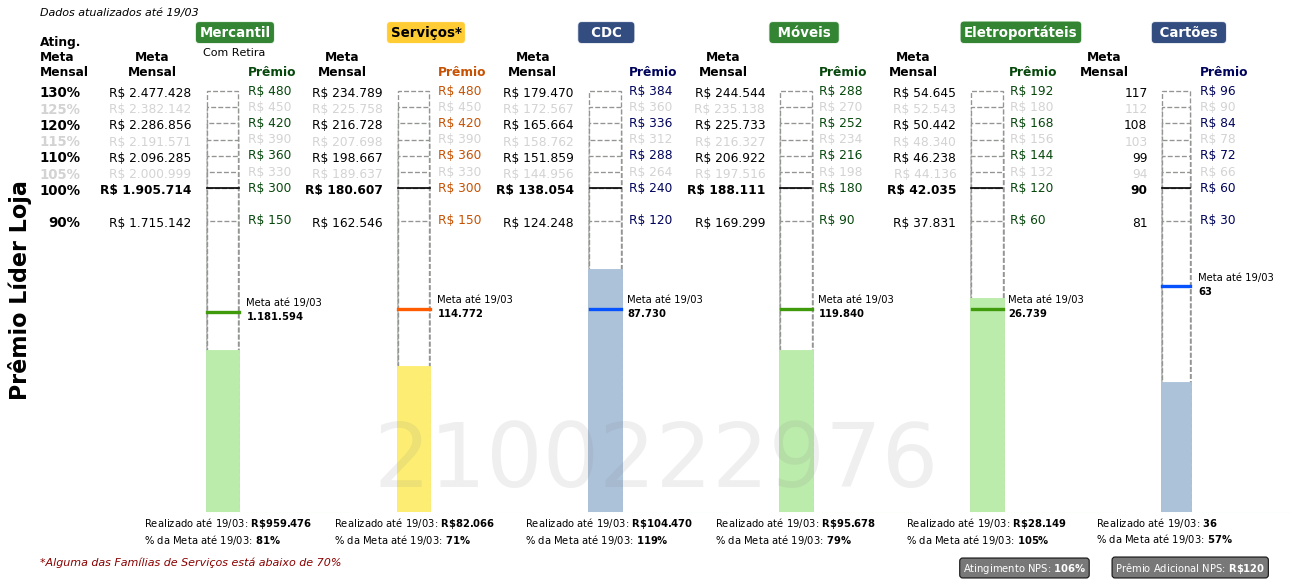 Dados atualizados até 19/03
Mercantil Serviços* CDC Móveis Eletroportáteis Cartões
Com Retira
Ating. Meta Mensal
Meta Mensal Prêmio Meta Mensal Prêmio Meta Mensal Prêmio Meta Mensal Prêmio Meta Mensal Prêmio Meta Mensal Prêmio
130% R$ 2.477.428 R$ 480 R$ 234.789 R$ 480 R$ 179.470 R$ 384 R$ 244.544 R$ 288 R$ 54.645 R$ 192 117 R$ 96
125% R$ 2.382.142 R$ 450 R$ 225.758 R$ 450 R$ 172.567 R$ 360 R$ 235.138 R$ 270 R$ 52.543 R$ 180 112 R$ 90
120% R$ 2.286.856 R$ 420 R$ 216.728 R$ 420 R$ 165.664 R$ 336 R$ 225.733 R$ 252 R$ 50.442 R$ 168 108 R$ 84
115% R$ 2.191.571 R$ 390 R$ 207.698 R$ 390 R$ 158.762 R$ 312 R$ 216.327 R$ 234 R$ 48.340 R$ 156 103 R$ 78
110% R$ 2.096.285 R$ 360 R$ 198.667 R$ 360 R$ 151.859 R$ 288 R$ 206.922 R$ 216 R$ 46.238 R$ 144 99 R$ 72
105% R$ 2.000.999 R$ 330 R$ 189.637 R$ 330 R$ 144.956 R$ 264 R$ 197.516 R$ 198 R$ 44.136 R$ 132 94 R$ 66
100% R$ 1.905.714 R$ 300 R$ 180.607 R$ 300 R$ 138.054 R$ 240 R$ 188.111 R$ 180 R$ 42.035 R$ 120 90 R$ 60
90% R$ 1.715.142 R$ 150 R$ 162.546 R$ 150 R$ 124.248 R$ 120 R$ 169.299 R$ 90 R$ 37.831 R$ 60 81 R$ 30
Prêmio Líder Loja
Meta até 19/03 Meta até 19/03 Meta até 19/03 Meta até 19/03 Meta até 19/03 Meta até 19/03
1.181.594 114.772 87.730 119.840 26.739 63
2100222976
Realizado até 19/03: R$959.476 Realizado até 19/03: R$82.066 Realizado até 19/03: R$104.470 Realizado até 19/03: R$95.678 Realizado até 19/03: R$28.149 Realizado até 19/03: 36
% da Meta até 19/03: 81% % da Meta até 19/03: 71% % da Meta até 19/03: 119% % da Meta até 19/03: 79% % da Meta até 19/03: 105% % da Meta até 19/03: 57%
*Alguma das Famílias de Serviços está abaixo de 70%
Atingimento NPS: 106% Prêmio Adicional NPS: R$120